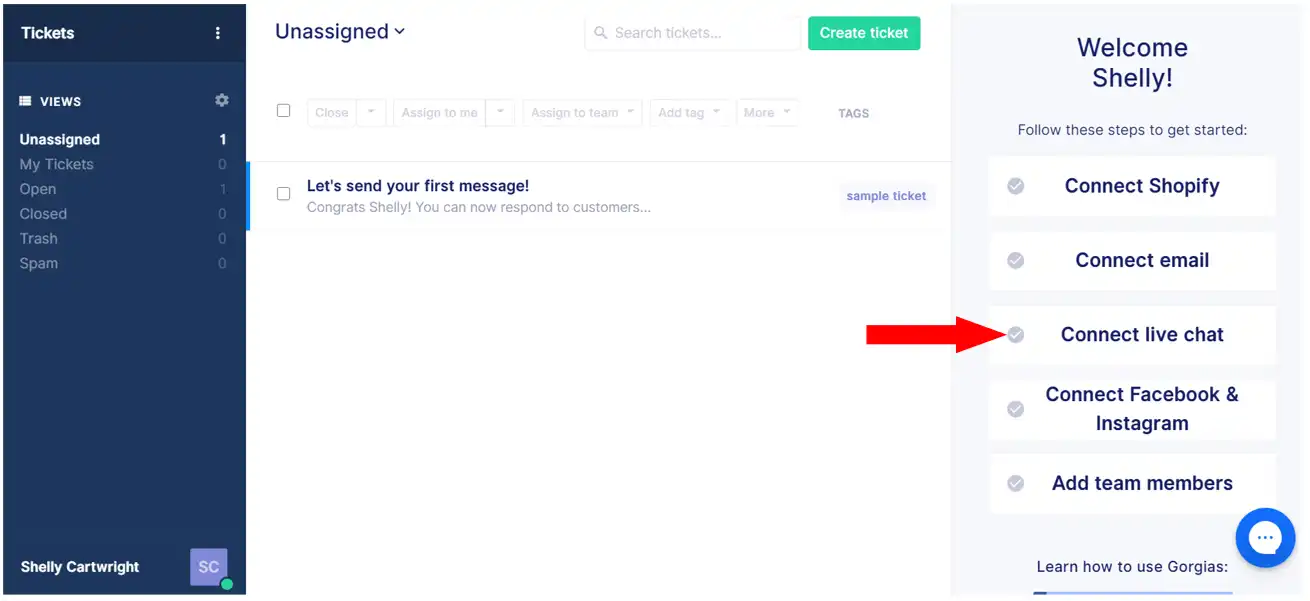 Tickets
VIEWS
Unassigned 1
My Tickets 0
Open 1
Closed 0
Trash 0
Spam 0
Shelly Cartwright SC
Unassigned
Search tickets...
Create ticket
Close Assign to me Assign to team Add tag More TAGS
Let's send your first message!
Congrats Shelly! You can now respond to customers...
sample ticket
Welcome
Shelly!
Follow these steps to get started:
Connect Shopify
Connect email
Connect live chat
Connect Facebook &
Instagram
Add team members
Learn how to use Gorgias: